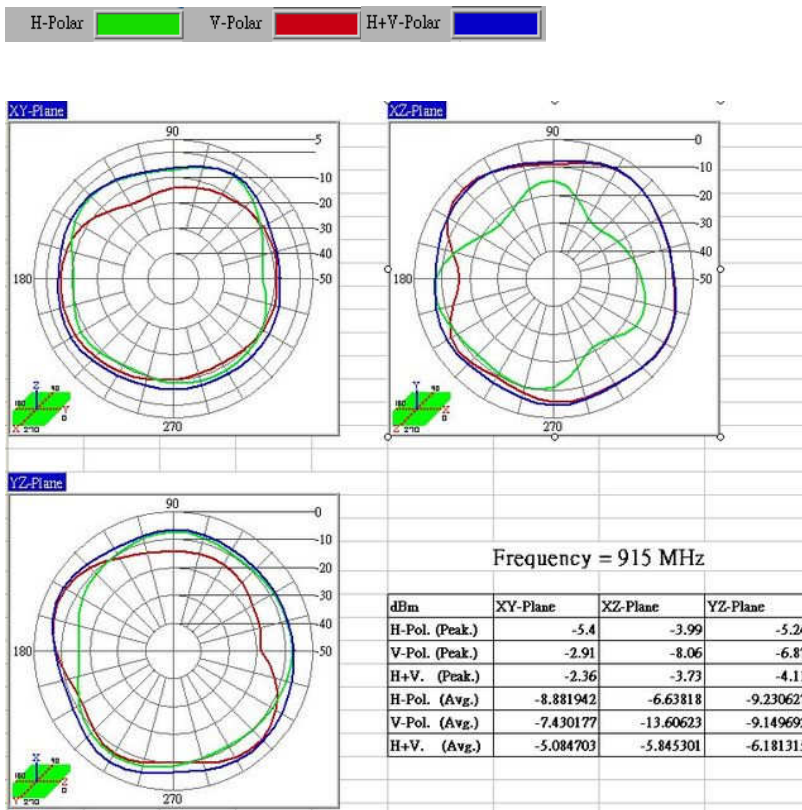 H-Polar V-Polar H+V-Polar
XY-Plane
90
5
-10
-20
-30
-40
180
-50
270
XZ-Plane
90
0
-10
-20
-30
-40
180
-50
270
YZ-Plane
90
0
-10
-20
-30
-40
180
-50
270
Frequency = 915 MHz
dBm XY-Plane XZ-Plane YZ-Plane
H-Pol. (Peak.) -5.4 -3.99
V-Pol. (Peak.) -2.91 -8.06
H+V. (Peak.) -2.36 -3.73
H-Pol. (Avg.) -8.881942 -6.63818
V-Pol. (Avg.) -7.430177 -13.60623
H+V. (Avg.) -5.084703 -5.845301